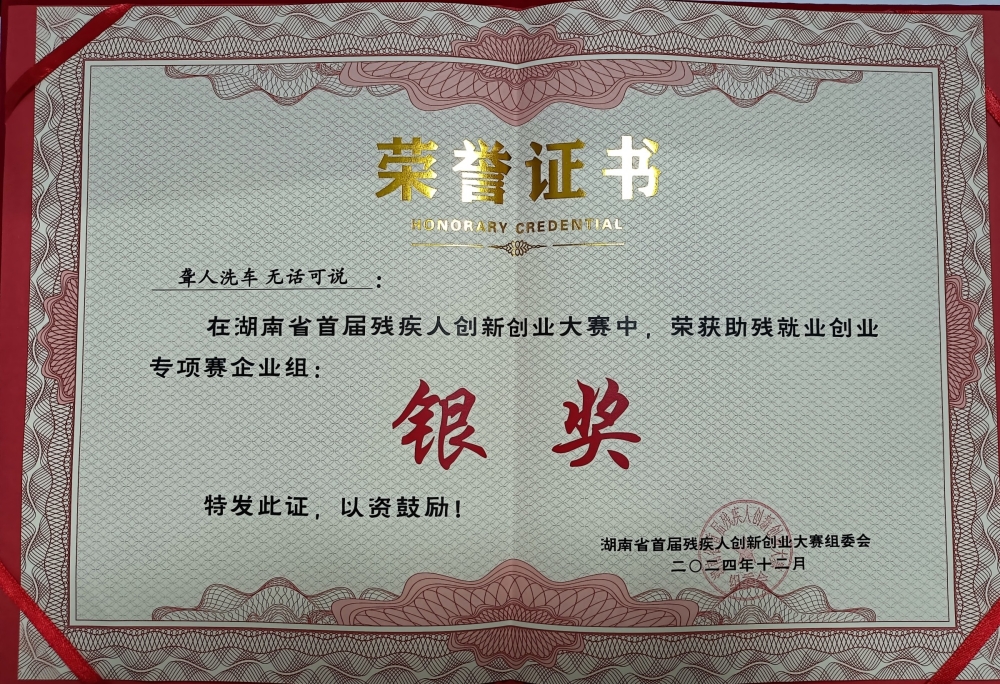 荣誉证书
HONORARY CREDENTIAL
聋人洗车 无话可说：
在湖南省首届残疾人创新创业大赛中，荣获助残就业创业
专项赛企业组：
银奖
特发此证，以资鼓励！
湖南省首届残疾人创新创业大赛组委会
二〇二四年十二月